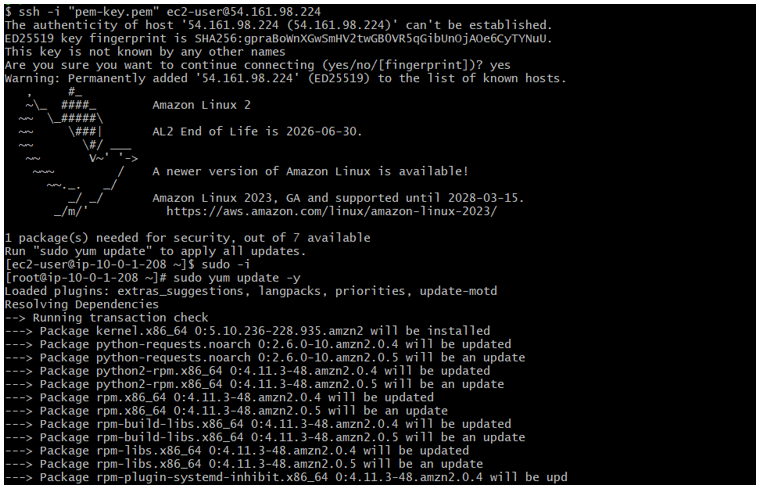 $ ssh -i "pem-key.pem" ec2-user@54.161.98.224
The authenticity of host '54.161.98.224 (54.161.98.224)' can't be established.
ED25519 key fingerprint is SHA256:gpraBoWnXGwSmHV2twGB0VR5qGibUnOjAOe6CyTYNuU.
This key is not known by any other names
Are you sure you want to continue connecting (yes/no/[fingerprint])? yes
Warning: Permanently added '54.161.98.224' (ED25519) to the list of known hosts.
   ,     #_
   ~\_  ####_        Amazon Linux 2
  ~~  \_#####\
  ~~     \###|       AL2 End of Life is 2026-06-30.
  ~~       \#/ ___
   ~~       V~' '->
    ~~~         /    A newer version of Amazon Linux is available!
      ~~._.   _/
         _/ _/       Amazon Linux 2023, GA and supported until 2028-03-15.
       _/m/'           https://aws.amazon.com/linux/amazon-linux-2023/
1 package(s) needed for security, out of 7 available
Run "sudo yum update" to apply all updates.
[ec2-user@ip-10-0-1-208 ~]$ sudo -i
[root@ip-10-0-1-208 ~]# sudo yum update -y
Loaded plugins: extras_suggestions, langpacks, priorities, update-motd
Resolving Dependencies
--> Running transaction check
---> Package kernel.x86_64 0:5.10.236-228.935.amzn2 will be installed
---> Package python-requests.noarch 0:2.6.0-10.amzn2.0.4 will be updated
---> Package python-requests.noarch 0:2.6.0-10.amzn2.0.5 will be an update
---> Package python2-rpm.x86_64 0:4.11.3-48.amzn2.0.4 will be updated
---> Package python2-rpm.x86_64 0:4.11.3-48.amzn2.0.5 will be an update
---> Package rpm.x86_64 0:4.11.3-48.amzn2.0.4 will be updated
---> Package rpm.x86_64 0:4.11.3-48.amzn2.0.5 will be an update
---> Package rpm-build-libs.x86_64 0:4.11.3-48.amzn2.0.4 will be updated
---> Package rpm-build-libs.x86_64 0:4.11.3-48.amzn2.0.5 will be an update
---> Package rpm-libs.x86_64 0:4.11.3-48.amzn2.0.4 will be updated
---> Package rpm-libs.x86_64 0:4.11.3-48.amzn2.0.5 will be an update
---> Package rpm-plugin-systemd-inhibit.x86_64 0:4.11.3-48.amzn2.0.4 will be upd